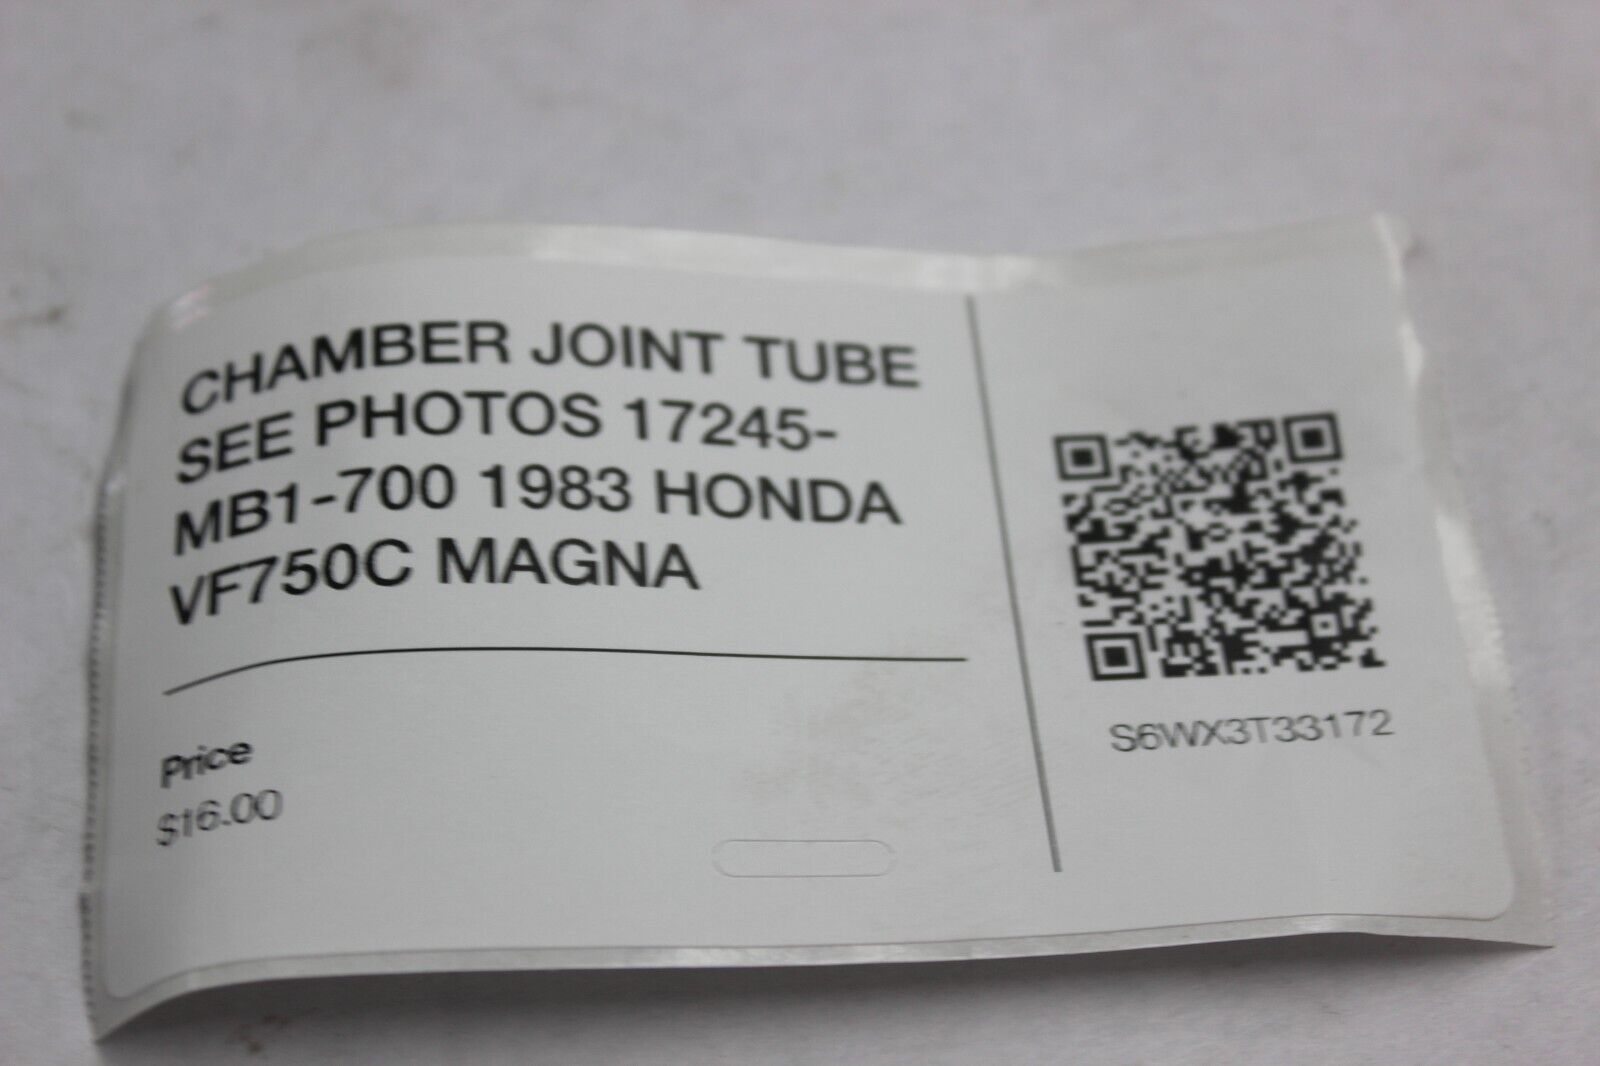 CHAMBER JOINT TUBE
SEE PHOTOS 17245-
MB1-700 1983 HONDA
VF750C MAGNA
Price
$16.00
S6WX3T33172